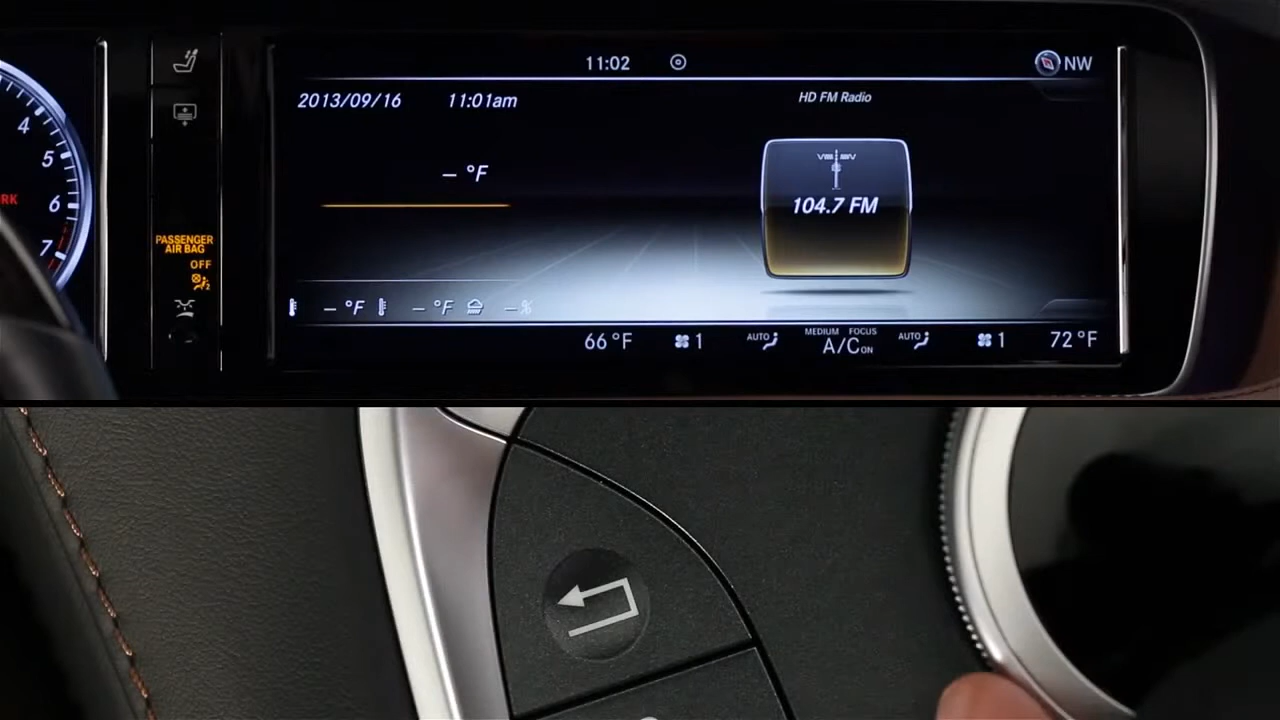 11:02
NW
2013/09/16 11:01am
HD FM Radio
– °F
104.7 FM
– °F – °F – %
66 °F 1 AUTO MEDIUM FOCUS AUTO 1 72 °F
A/C ON
4
5
6
7
RK
PASSENGER
AIR BAG
OFF